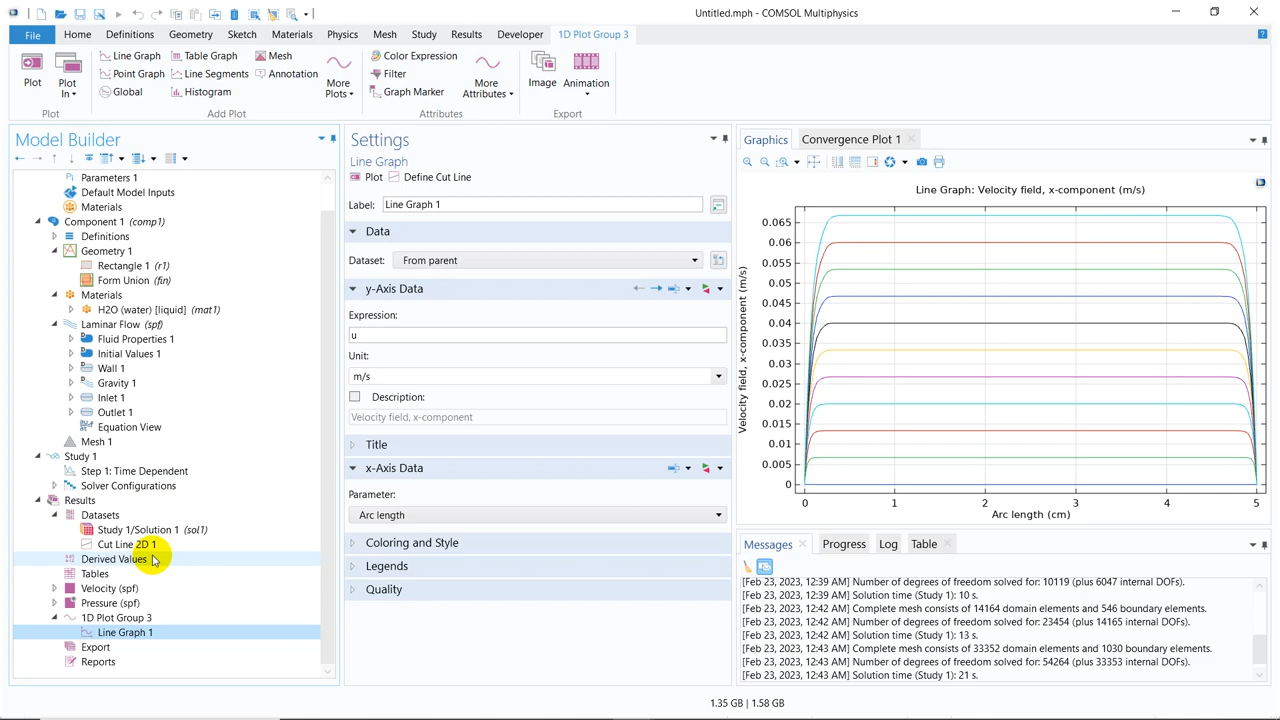 Untitled.mph - COMSOL Multiphysics
File Home Definitions Geometry Sketch Materials Physics Mesh Study Results Developer 1D Plot Group 3
Plot
Plot In
Plot
Line Graph
Table Graph
Mesh
Point Graph
Line Segments
Annotation
Global
Histogram
More Plots
Add Plot
Color Expression
Filter
Graph Marker
More Attributes
Attributes
Image
Animation
Export
Model Builder
Parameters 1
Default Model Inputs
Materials
Component 1 (comp1)
Definitions
Geometry 1
Rectangle 1 (r1)
Form Union (fin)
Materials
H2O (water) [liquid] (mat1)
Laminar Flow (spf)
Fluid Properties 1
Initial Values 1
Wall 1
Gravity 1
Inlet 1
Outlet 1
Equation View
Mesh 1
Study 1
Step 1: Time Dependent
Solver Configurations
Results
Datasets
Study 1/Solution 1 (sol1)
Cut Line 2D 1
Derived Values
Tables
Velocity (spf)
Pressure (spf)
1D Plot Group 3
Line Graph 1
Export
Reports
Settings
Line Graph
Plot Define Cut Line
Label: Line Graph 1
Data
Dataset: From parent
y-Axis Data
Expression:
u
Unit:
m/s
Description:
Velocity field, x-component
Title
x-Axis Data
Parameter:
Arc length
Coloring and Style
Legends
Quality
Graphics Convergence Plot 1
Line Graph: Velocity field, x-component (m/s)
Velocity field, x-component (m/s)
0.065
0.06
0.055
0.05
0.045
0.04
0.035
0.03
0.025
0.02
0.015
0.01
0.005
0
0 1 2 3 4 5
Arc length (cm)
Messages Progress Log Table
[Feb 23, 2023, 12:39 AM] Number of degrees of freedom solved for: 10119 (plus 6047 internal DOFs).
[Feb 23, 2023, 12:39 AM] Solution time (Study 1): 10 s.
[Feb 23, 2023, 12:42 AM] Complete mesh consists of 14164 domain elements and 546 boundary elements.
[Feb 23, 2023, 12:42 AM] Number of degrees of freedom solved for: 23454 (plus 14165 internal DOFs).
[Feb 23, 2023, 12:42 AM] Solution time (Study 1): 13 s.
[Feb 23, 2023, 12:43 AM] Complete mesh consists of 33352 domain elements and 1030 boundary elements.
[Feb 23, 2023, 12:43 AM] Number of degrees of freedom solved for: 54264 (plus 33353 internal DOFs).
[Feb 23, 2023, 12:43 AM] Solution time (Study 1): 21 s.
1.35 GB | 1.58 GB